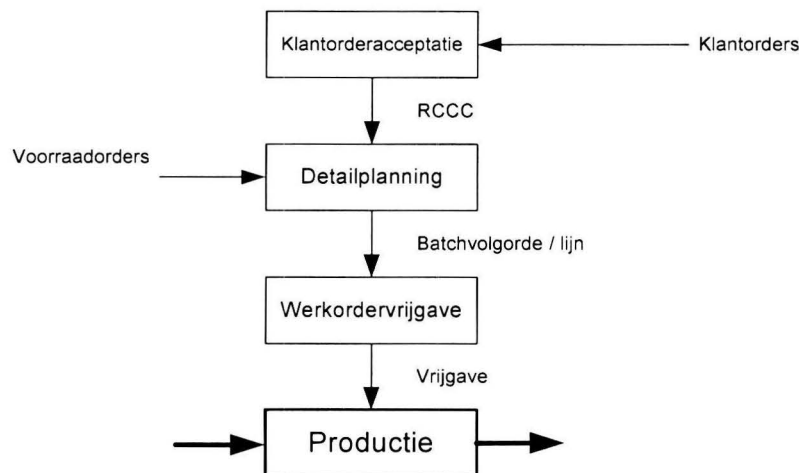 Klantorderacceptatie
Klantorders
RCCC
Voorraadorders
Detailplanning
Batchvolgorde / lijn
Werkordervrijgave
Vrijgave
Productie